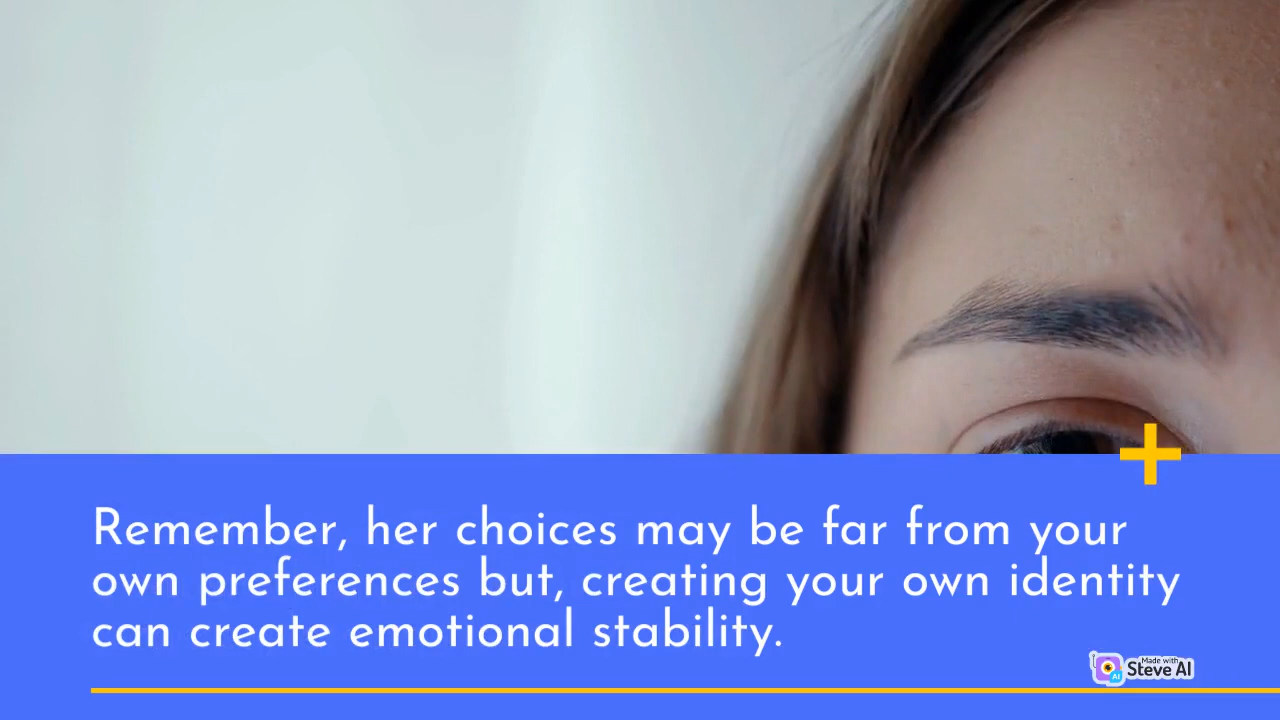 Remember, her choices may be far from your
own preferences but, creating your own identity
can create emotional stability.
Made with
Steve AI
AI